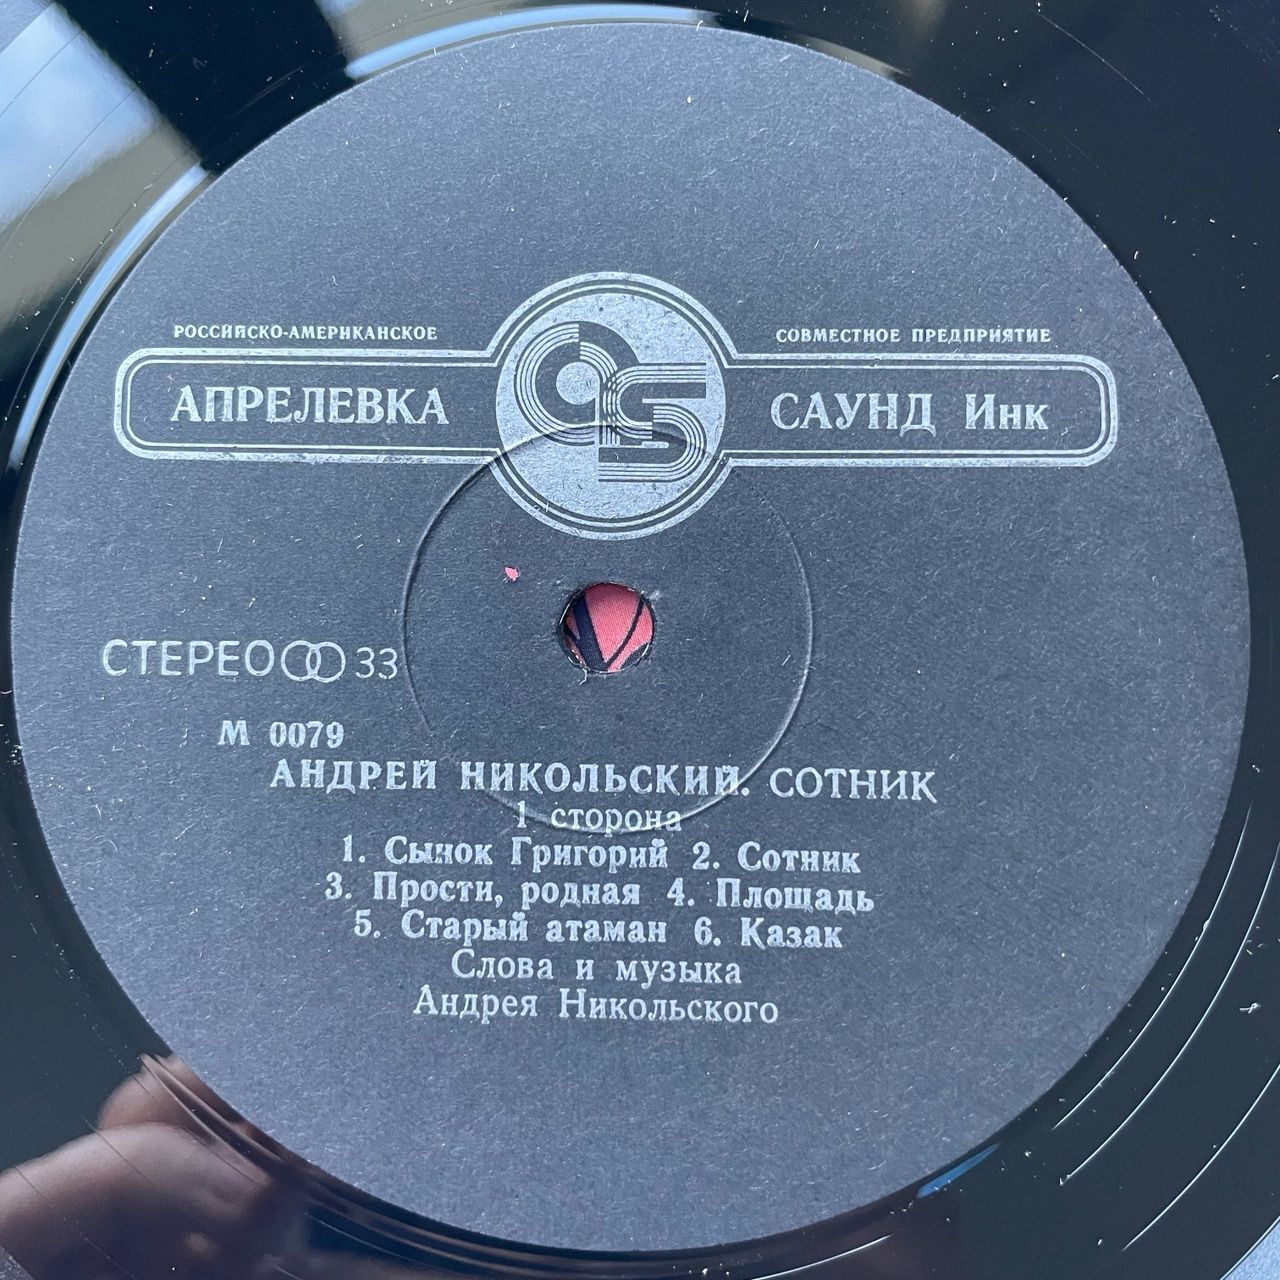 РОССИЙСКО-АМЕРИКАНСКОЕ СОВМЕСТНОЕ ПРЕДПРИЯТИЕ
АПРЕЛЕВКА САУНД Инк
СТЕРЕО 33
М 0079
АНДРЕЙ НИКОЛЬСКИЙ. СОТНИК
1 сторона
1. Сынок Григорий 2. Сотник
3. Прости, родная 4. Площадь
5. Старый атаман 6. Казак
Слова и музыка
Андрея Никольского